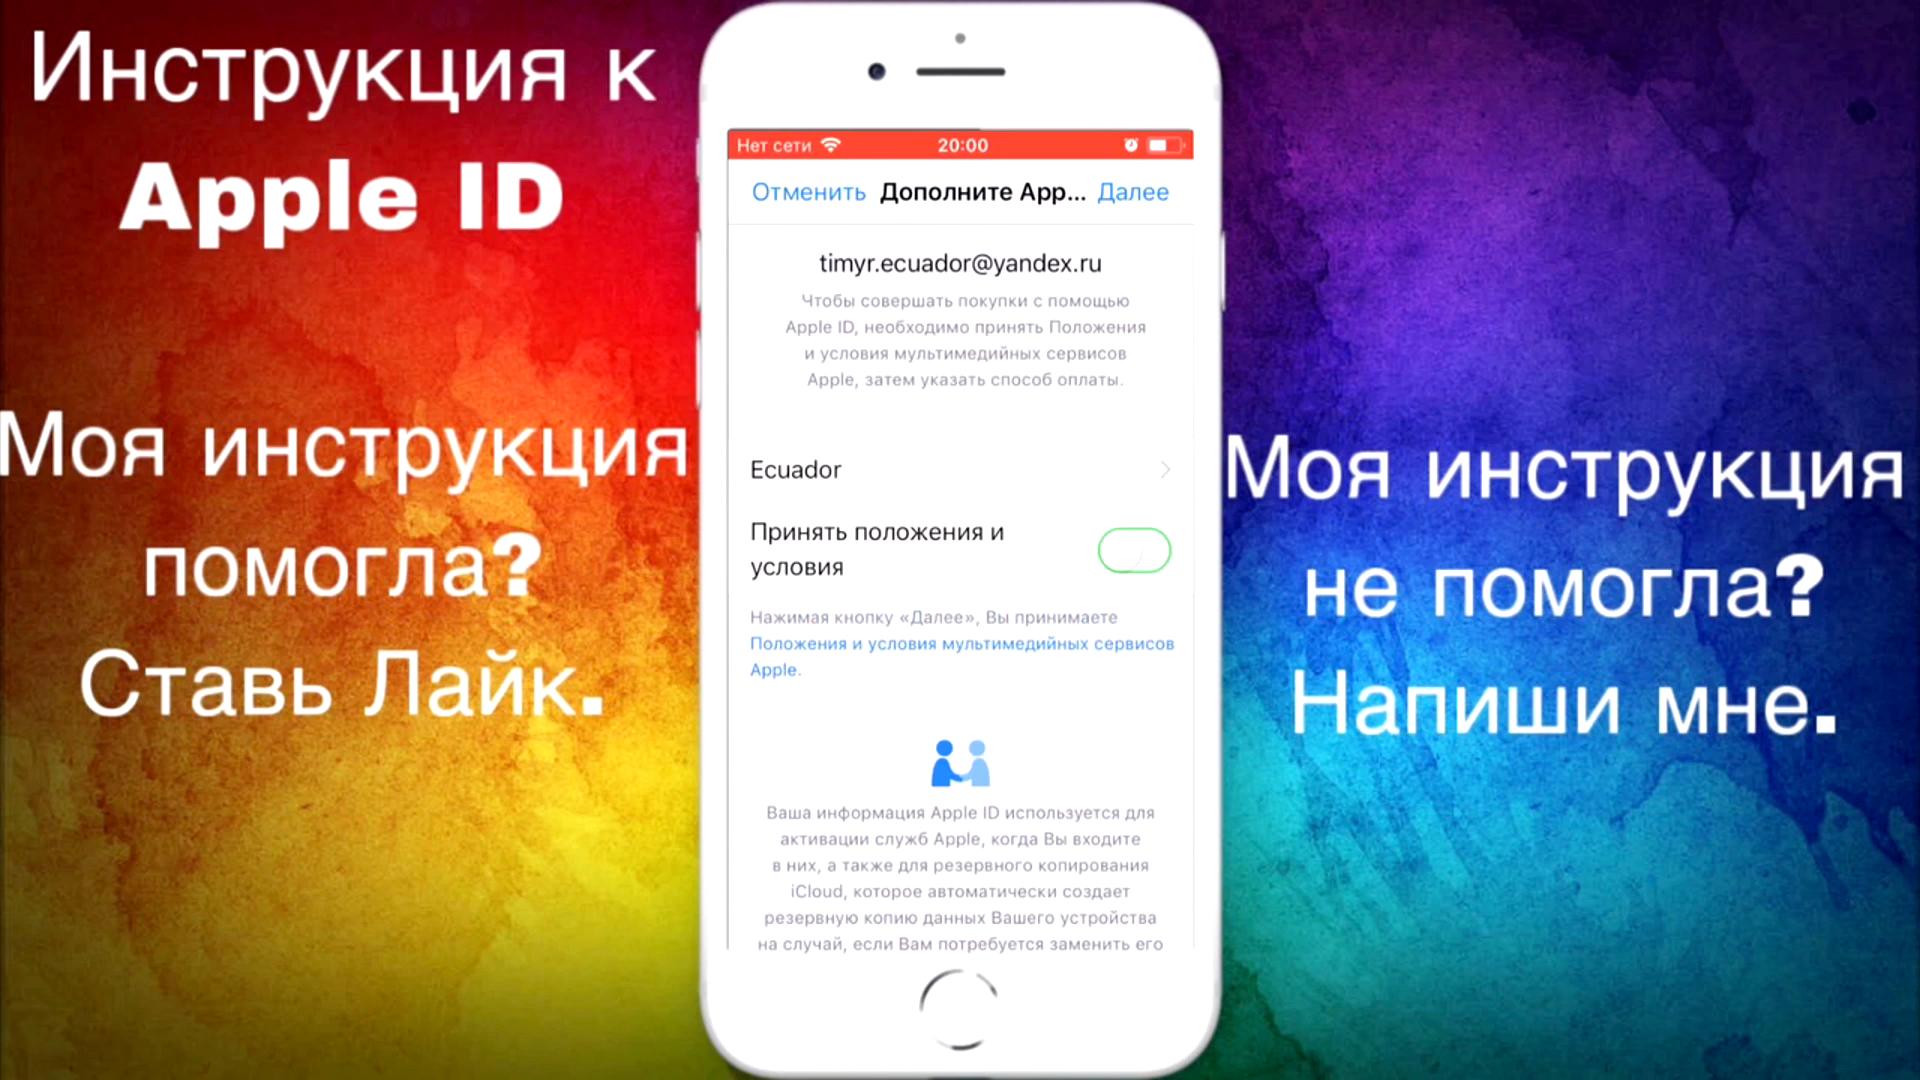 Инструкция к
Apple ID
Моя инструкция
помогла?
Ставь Лайк.
Нет сети
20:00
Отменить
Дополните App...
Далее
timyr.ecuador@yandex.ru
Чтобы совершать покупки с помощью
Apple ID, необходимо принять Положения
и условия мультимедийных сервисов
Apple, затем указать способ оплаты.
Ecuador
Принять положения и
условия
Нажимая кнопку «Далее», Вы принимаете
Положения и условия мультимедийных сервисов
Apple.
Ваша информация Apple ID используется для
активации служб Apple, когда Вы входите
в них, а также для резервного копирования
iCloud, которое автоматически создает
резервную копию данных Вашего устройства
на случай, если Вам потребуется заменить его
Моя инструкция
не помогла?
Напиши мне.